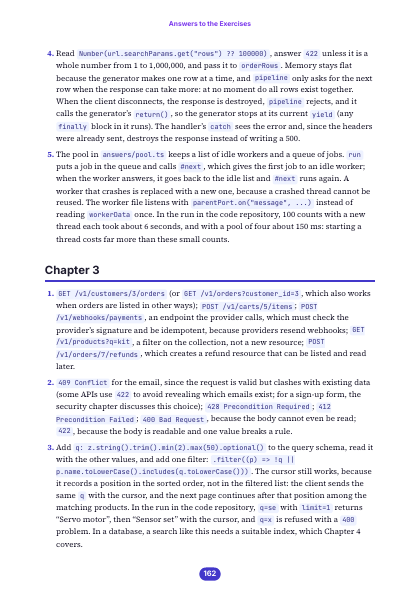 Answers to the Exercises
4. Read Number(url.searchParams.get("rows") ?? 100000), answer 422 unless it is a
whole number from 1 to 1,000,000, and pass it to orderRows. Memory stays flat
because the generator makes one row at a time, and pipeline only asks for the next
row when the response can take more: at no moment do all rows exist together.
When the client disconnects, the response is destroyed, pipeline rejects, and it
calls the generator's return(), so the generator stops at its current yield (any
finally block in it runs). The handler's catch sees the error and, since the headers
were already sent, destroys the response instead of writing a 500.
5. The pool in answers/pool.ts keeps a list of idle workers and a queue of jobs. run
puts a job in the queue and calls #next, which gives the first job to an idle worker;
when the worker answers, it goes back to the idle list and #next runs again. A
worker that crashes is replaced with a new one, because a crashed thread cannot be
reused. The worker file listens with parentPort.on("message", ...) instead of
reading workerData once. In the run in the code repository, 100 counts with a new
thread each took about 6 seconds, and with a pool of four about 150 ms: starting a
thread costs far more than these small counts.
Chapter 3
1. GET /v1/customers/3/orders (or GET /v1/orders?customer_id=3, which also works
when orders are listed in other ways); POST /v1/carts/5/items; POST
/v1/webhooks/payments, an endpoint the provider calls, which must check the
provider's signature and be idempotent, because providers resend webhooks; GET
/v1/products?q=kit, a filter on the collection, not a new resource; POST
/v1/orders/7/refunds, which creates a refund resource that can be listed and read
later.
2. 409 Conflict for the email, since the request is valid but clashes with existing data
(some APIs use 422 to avoid revealing which emails exist; for a sign-up form, the
security chapter discusses this choice); 428 Precondition Required; 412
Precondition Failed; 400 Bad Request, because the body cannot even be read;
422, because the body is readable and one value breaks a rule.
3. Add q: z.string().trim().min(2).max(50).optional() to the query schema, read it
with the other values, and add one filter: .filter((p) => !q ||
p.name.toLowerCase().includes(q.toLowerCase())). The cursor still works, because
it records a position in the sorted order, not in the filtered list: the client sends the
same q with the cursor, and the next page continues after that position among the
matching products. In the run in the code repository, q=se with limit=1 returns
“Servo motor”, then “Sensor set” with the cursor, and q=x is refused with a 400
problem. In a database, a search like this needs a suitable index, which Chapter 4
covers.
162